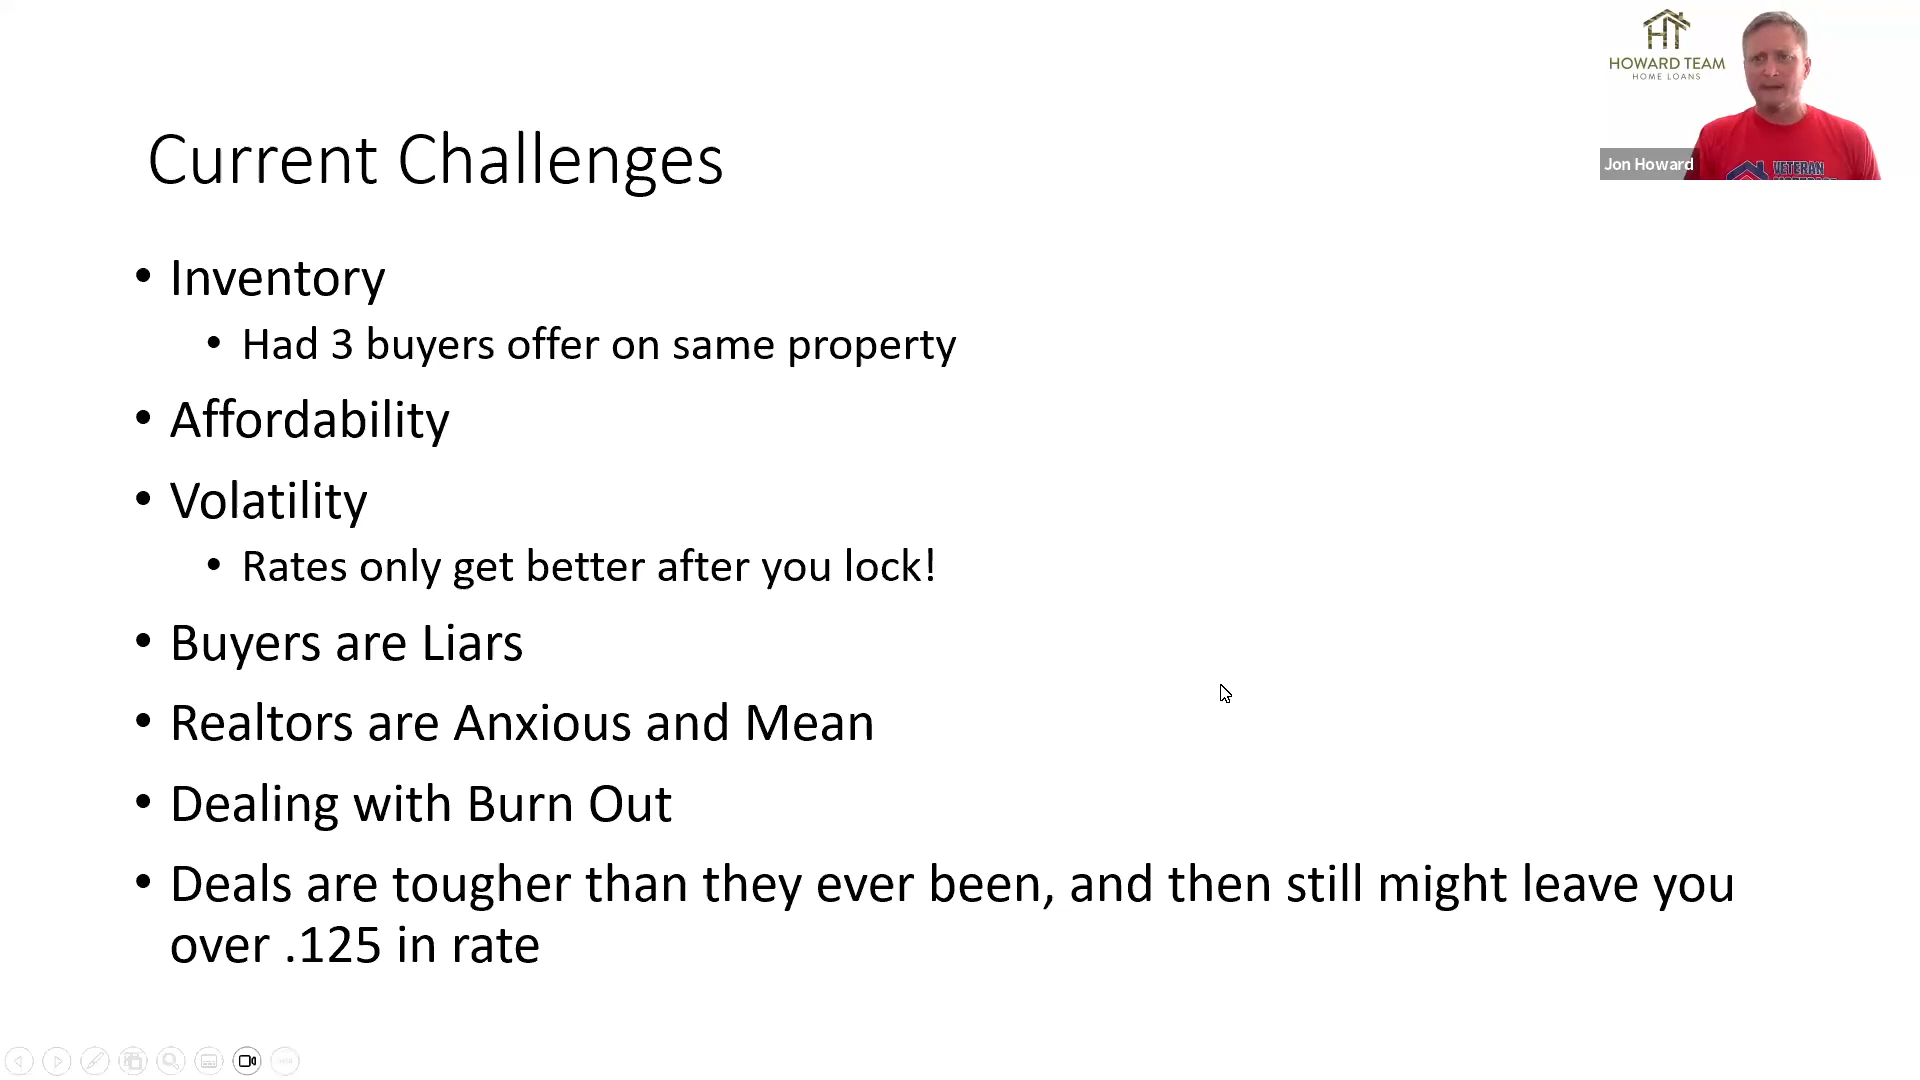 HT
HOWARD TEAM
HOME LOANS
Jon Howard
VETERAN
Current Challenges
• Inventory
• Had 3 buyers offer on same property
• Affordability
• Volatility
• Rates only get better after you lock!
• Buyers are Liars
• Realtors are Anxious and Mean
• Dealing with Burn Out
• Deals are tougher than they ever been, and then still might leave you
over .125 in rate